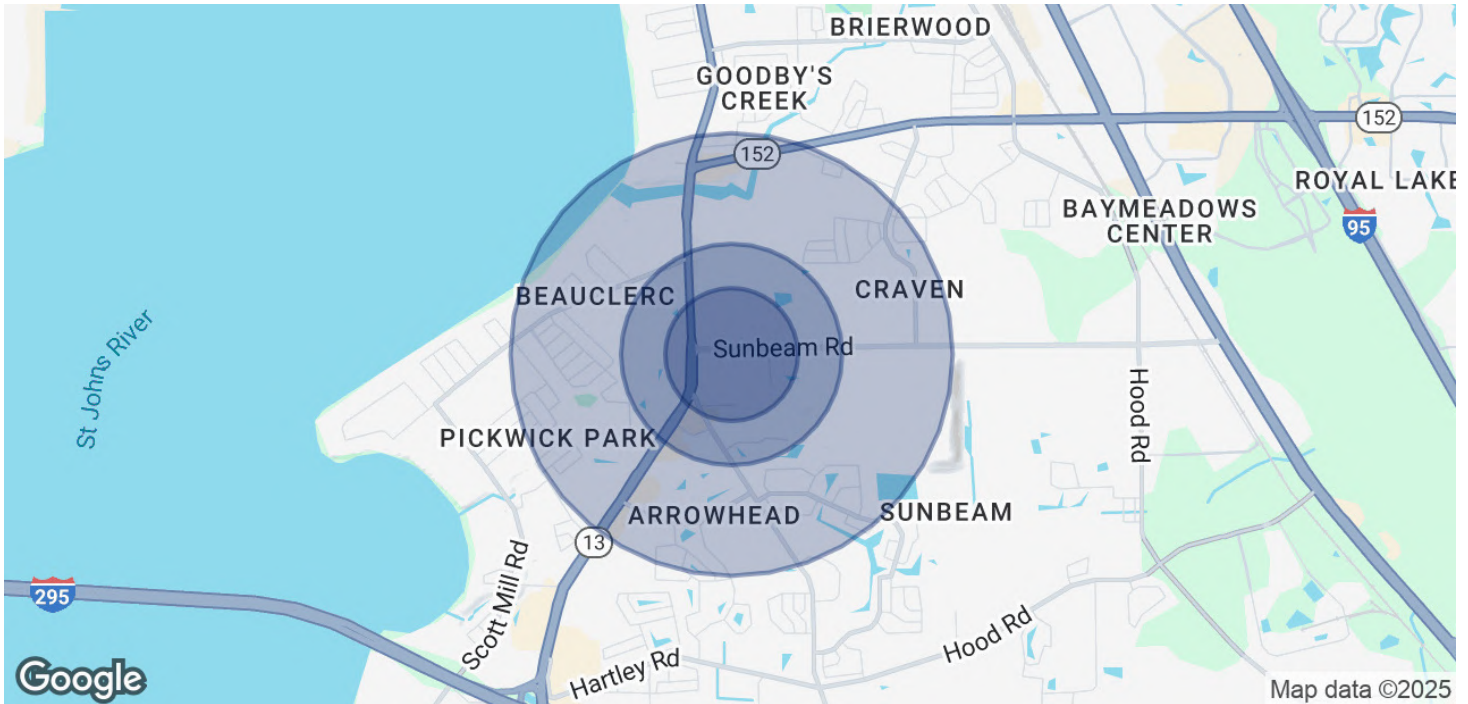 BRIERWOOD
GOODBY'S
CREEK
152
152
ROYAL LAKE
BAYMEADOWS
CENTER
95
BEAUCLERC
CRAVEN
St Johns River
Sunbeam Rd
Hood Rd
PICKWICK PARK
ARROWHEAD
SUNBEAM
13
295
Scott Mill Rd
Hood Rd
Hartley Rd
Google
Map data ©2025